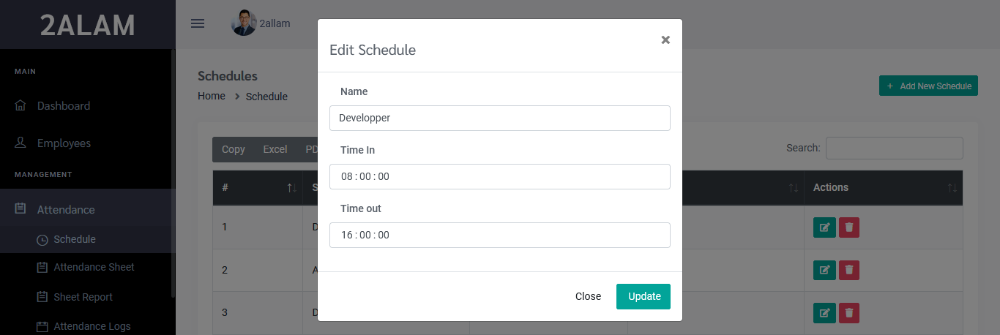 2ALAM
2allam
MAIN
Dashboard
Employees
MANAGEMENT
Attendance
Schedule
Attendance Sheet
Sheet Report
Attendance Logs
Schedules
Home > Schedule
+ Add New Schedule
Copy Excel PD
Search:
# S Actions
1 D
2 A
3 D
Edit Schedule
×
Name
Developper
Time In
08 : 00 : 00
Time out
16 : 00 : 00
Close Update